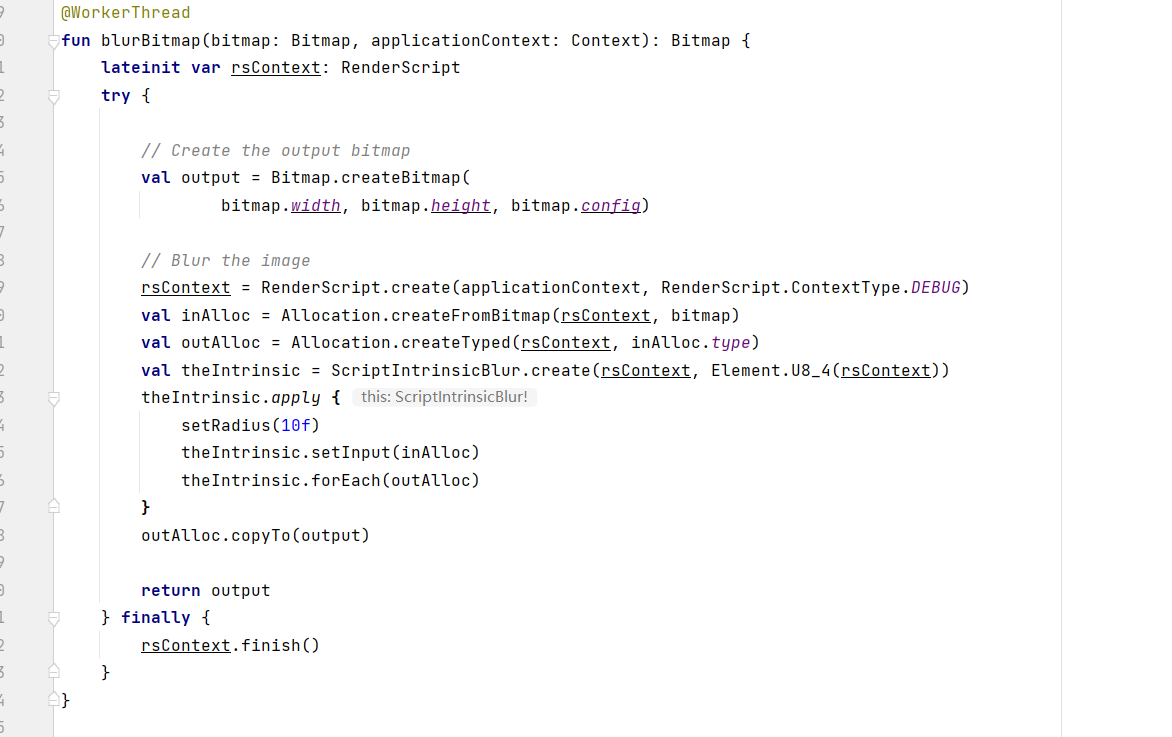 @WorkerThread
fun blurBitmap(bitmap: Bitmap, applicationContext: Context): Bitmap {
lateinit var rsContext: RenderScript
try {
// Create the output bitmap
val output = Bitmap.createBitmap(
bitmap.width, bitmap.height, bitmap.config)
// Blur the image
rsContext = RenderScript.create(applicationContext, RenderScript.ContextType.DEBUG)
val inAlloc = Allocation.createFromBitmap(rsContext, bitmap)
val outAlloc = Allocation.createTyped(rsContext, inAlloc.type)
val theIntrinsic = ScriptIntrinsicBlur.create(rsContext, Element.U8_4(rsContext))
theIntrinsic.apply { this: ScriptIntrinsicBlur!
setRadius(10f)
theIntrinsic.setInput(inAlloc)
theIntrinsic.forEach(outAlloc)
}
outAlloc.copyTo(output)
return output
} finally {
rsContext.finish()
}
}